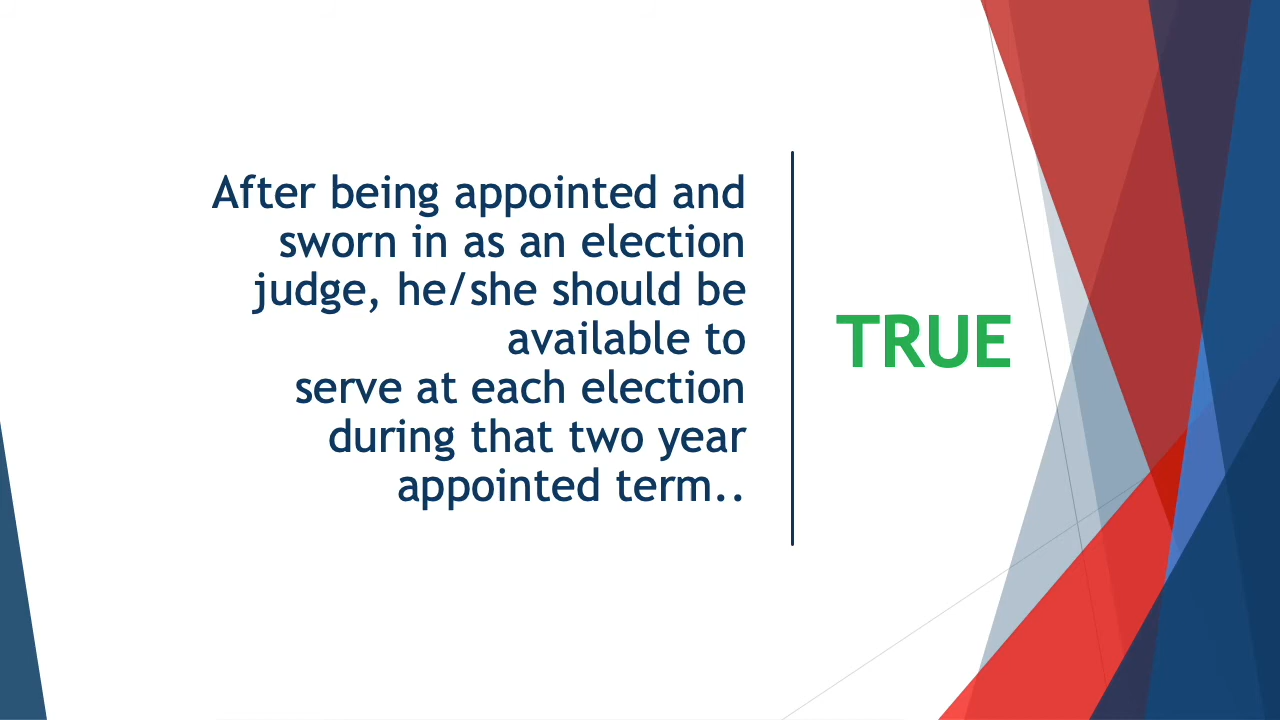 After being appointed and
sworn in as an election
judge, he/she should be
available to
serve at each election
during that two year
appointed term..
TRUE